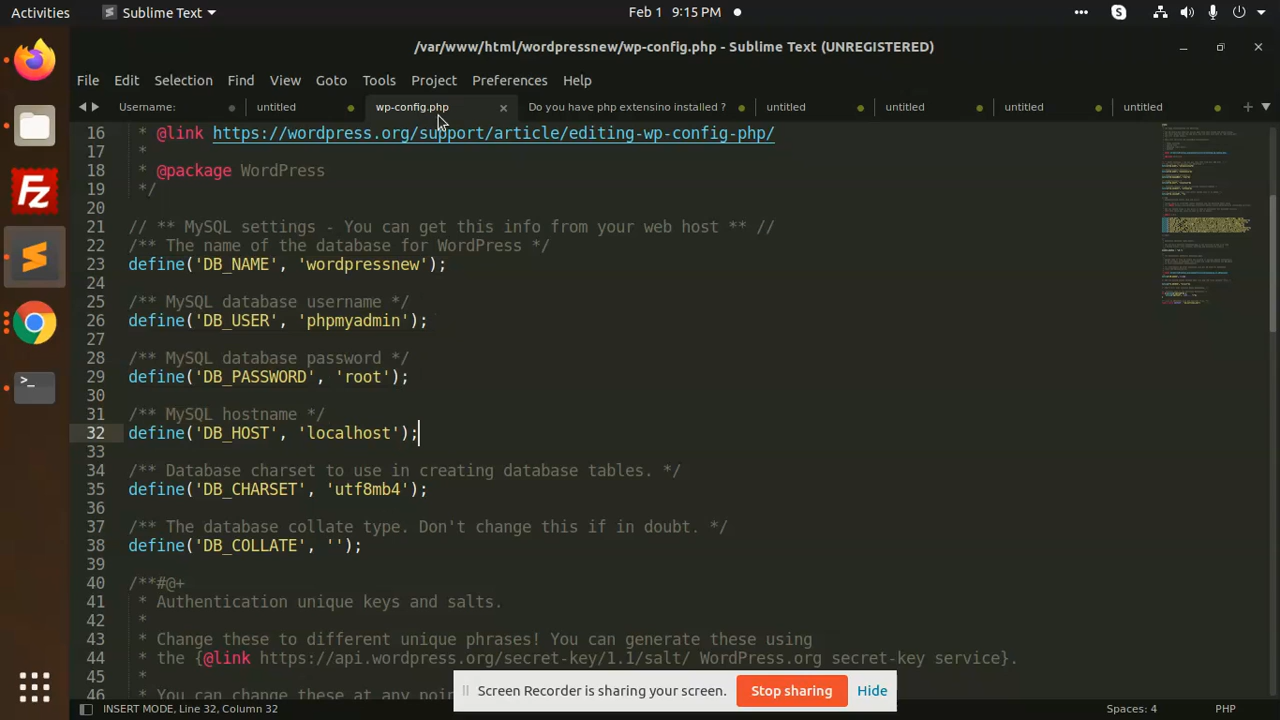 Activities
Sublime Text
Feb 1 9:15 PM
/var/www/html/wordpressnew/wp-config.php - Sublime Text (UNREGISTERED)
File Edit Selection Find View Goto Tools Project Preferences Help
Username: untitled wp-config.php Do you have php extensino installed ? untitled untitled untitled untitled
16 * @link https://wordpress.org/support/article/editing-wp-config-php/
17 *
18 * @package WordPress
19 */
20
21 // ** MySQL settings - You can get this info from your web host ** //
22 /** The name of the database for WordPress */
23 define('DB_NAME', 'wordpressnew');
24
25 /** MySQL database username */
26 define('DB_USER', 'phpmyadmin');
27
28 /** MySQL database password */
29 define('DB_PASSWORD', 'root');
30
31 /** MySQL hostname */
32 define('DB_HOST', 'localhost');
33
34 /** Database charset to use in creating database tables. */
35 define('DB_CHARSET', 'utf8mb4');
36
37 /** The database collate type. Don't change this if in doubt. */
38 define('DB_COLLATE', '');
39
40 /**#@+
41 * Authentication unique keys and salts.
42 *
43 * Change these to different unique phrases! You can generate these using
44 * the {@link https://api.wordpress.org/secret-key/1.1/salt/ WordPress.org secret-key service}.
45 *
46 * You can change these at any
Screen Recorder is sharing your screen. Stop sharing Hide
INSERT MODE, Line 32, Column 32
Spaces: 4
PHP